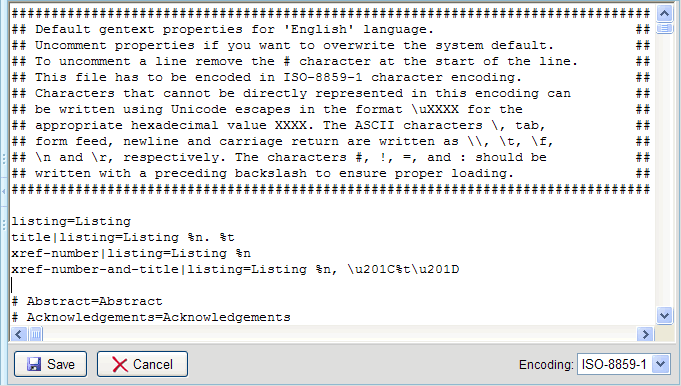 ################################################################################
## Default gentext properties for 'English' language. ##
## Uncomment properties if you want to overwrite the system default. ##
## To uncomment a line remove the # character at the start of the line. ##
## This file has to be encoded in ISO-8859-1 character encoding. ##
## Characters that cannot be directly represented in this encoding can ##
## be written using Unicode escapes in the format \uXXXX for the ##
## appropriate hexadecimal value XXXX. The ASCII characters \, tab, ##
## form feed, newline and carriage return are written as \\, \t, \f, ##
## \n and \r, respectively. The characters #, !, =, and : should be ##
## written with a preceding backslash to ensure proper loading. ##
################################################################################
listing=Listing
title|listing=Listing %n. %t
xref-number|listing=Listing %n
xref-number-and-title|listing=Listing %n, \u201C%t\u201D
# Abstract=Abstract
# Acknowledgements=Acknowledgements
Save Cancel Encoding: ISO-8859-1